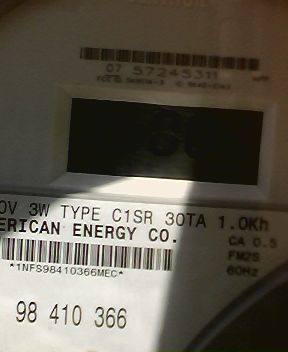 07 57245311
0V 3W TYPE C1SR 30TA 1.0Kh
ERICAN ENERGY CO. CA 0.5
FM2S
*1NFS98410366MEC* 60Hz
98 410 366